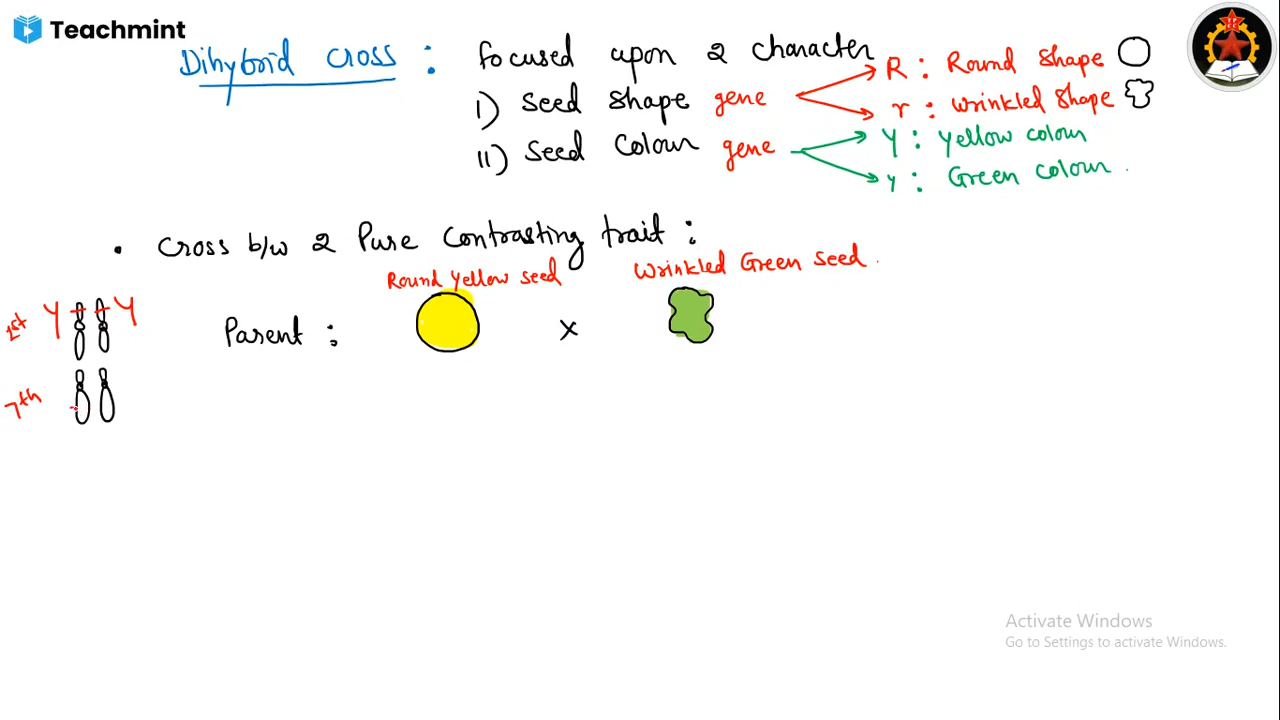 Teachmint
Dihybrid cross : focused upon 2 character
I) Seed Shape gene
R : Round Shape
r : Wrinkled Shape
II) Seed Colour gene
Y : Yellow colour
y : Green colour
• Cross b/w 2 Pure Contrasting trait :
Round Yellow seed
Wrinkled Green Seed
1st Y Y
Parent : x
7th
Activate Windows
Go to Settings to activate Windows.